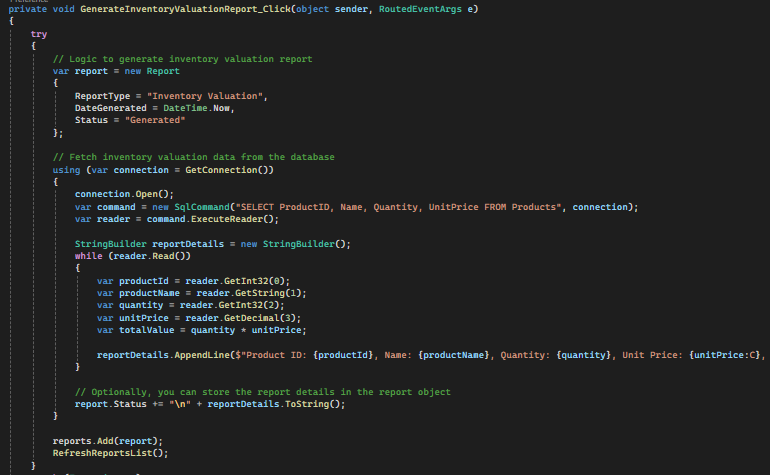 private void GenerateInventoryValuationReport_Click(object sender, RoutedEventArgs e)
{
try
{
// Logic to generate inventory valuation report
var report = new Report
{
ReportType = "Inventory Valuation",
DateGenerated = DateTime.Now,
Status = "Generated"
};
// Fetch inventory valuation data from the database
using (var connection = GetConnection())
{
connection.Open();
var command = new SqlCommand("SELECT ProductID, Name, Quantity, UnitPrice FROM Products", connection);
var reader = command.ExecuteReader();
StringBuilder reportDetails = new StringBuilder();
while (reader.Read())
{
var productId = reader.GetInt32(0);
var productName = reader.GetString(1);
var quantity = reader.GetInt32(2);
var unitPrice = reader.GetDecimal(3);
var totalValue = quantity * unitPrice;
reportDetails.AppendLine($"Product ID: {productId}, Name: {productName}, Quantity: {quantity}, Unit Price: {unitPrice:C},
}
// Optionally, you can store the report details in the report object
report.Status += "\n" + reportDetails.ToString();
}
reports.Add(report);
RefreshReportsList();
}